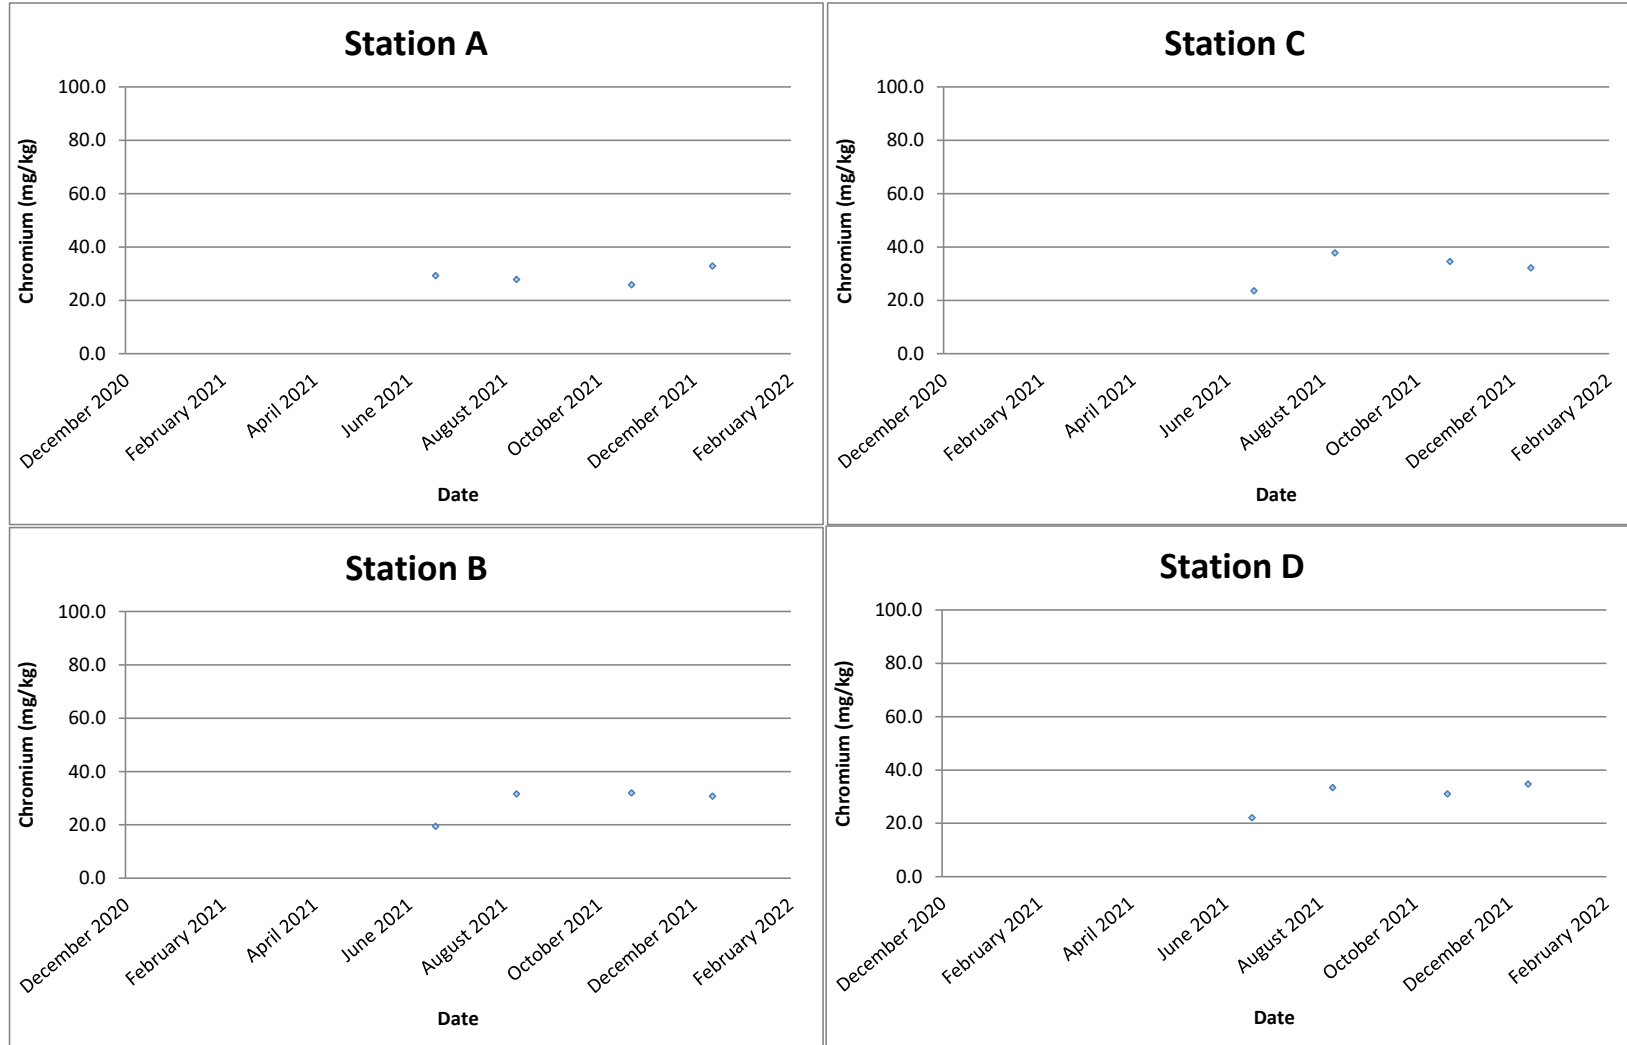 Station A
Chromium (mg/kg)
100.0
80.0
60.0
40.0
20.0
0.0
December 2020
February 2021
April 2021
June 2021
August 2021
October 2021
December 2021
February 2022
Date
Station C
Chromium (mg/kg)
100.0
80.0
60.0
40.0
20.0
0.0
December 2020
February 2021
April 2021
June 2021
August 2021
October 2021
December 2021
February 2022
Date
Station B
Chromium (mg/kg)
100.0
80.0
60.0
40.0
20.0
0.0
December 2020
February 2021
April 2021
June 2021
August 2021
October 2021
December 2021
February 2022
Date
Station D
Chromium (mg/kg)
100.0
80.0
60.0
40.0
20.0
0.0
December 2020
February 2021
April 2021
June 2021
August 2021
October 2021
December 2021
February 2022
Date